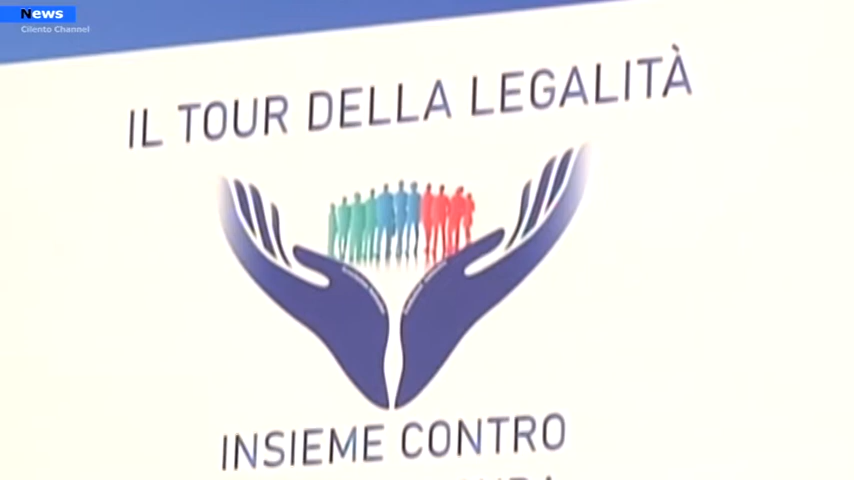 News
Cilento Channel
IL TOUR DELLA LEGALITÀ
INSIEME CONTRO